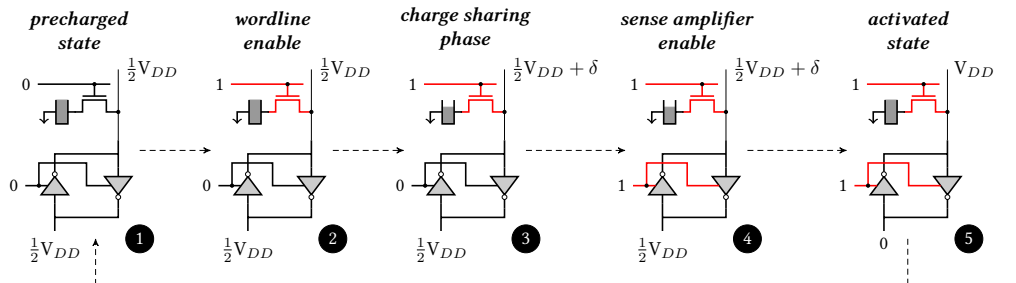 precharged
state
wordline
enable
charge sharing
phase
sense amplifier
enable
activated
state
0
½V_DD
1
½V_DD
1
½V_DD + δ
1
½V_DD + δ
1
V_DD
0
0
0
1
1
½V_DD
1
½V_DD
2
½V_DD
3
½V_DD
4
0
5